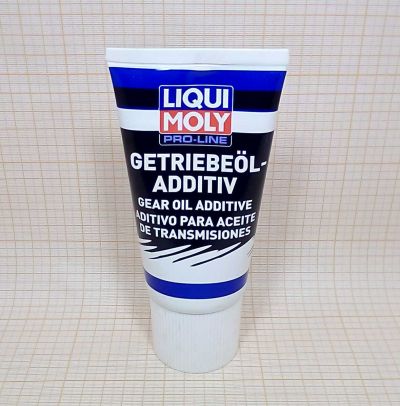 LIQUI
MOLY
PRO-LINE
GETRIEBEÖL-
ADDITIV
GEAR OIL ADDITIVE
ADITIVO PARA ACEITE
DE TRANSMISIONES